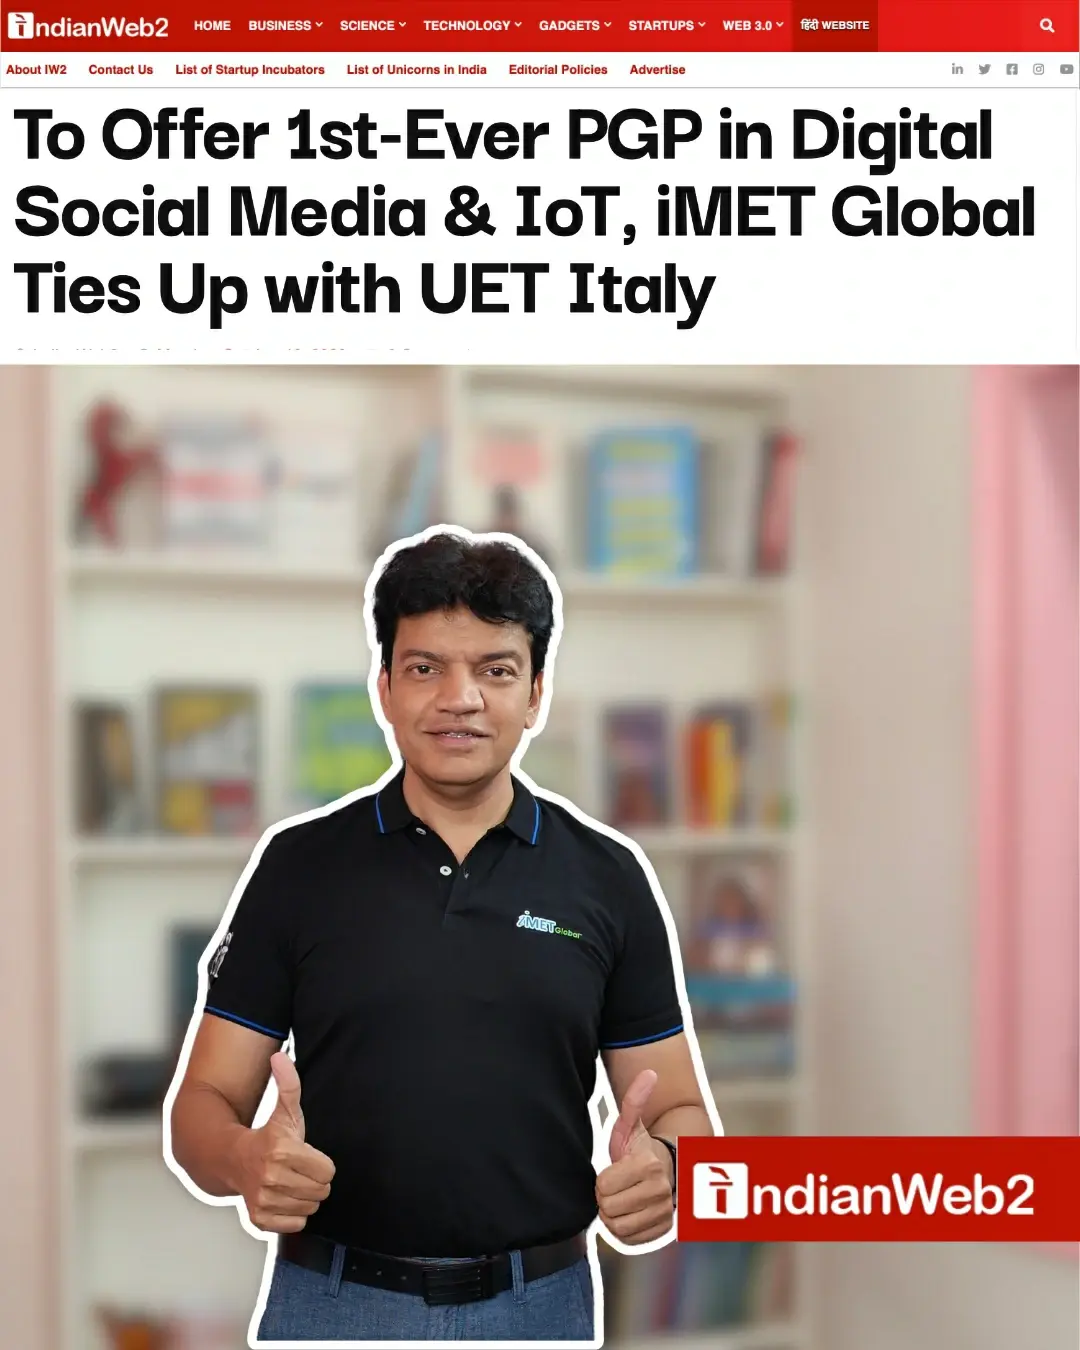 indianWeb2
HOME BUSINESS SCIENCE TECHNOLOGY GADGETS STARTUPS WEB 3.0 हिंदी WEBSITE
About IW2 Contact Us List of Startup Incubators List of Unicorns in India Editorial Policies Advertise
To Offer 1st-Ever PGP in Digital
Social Media & IoT, iMET Global
Ties Up with UET Italy
iMET Global
indianWeb2